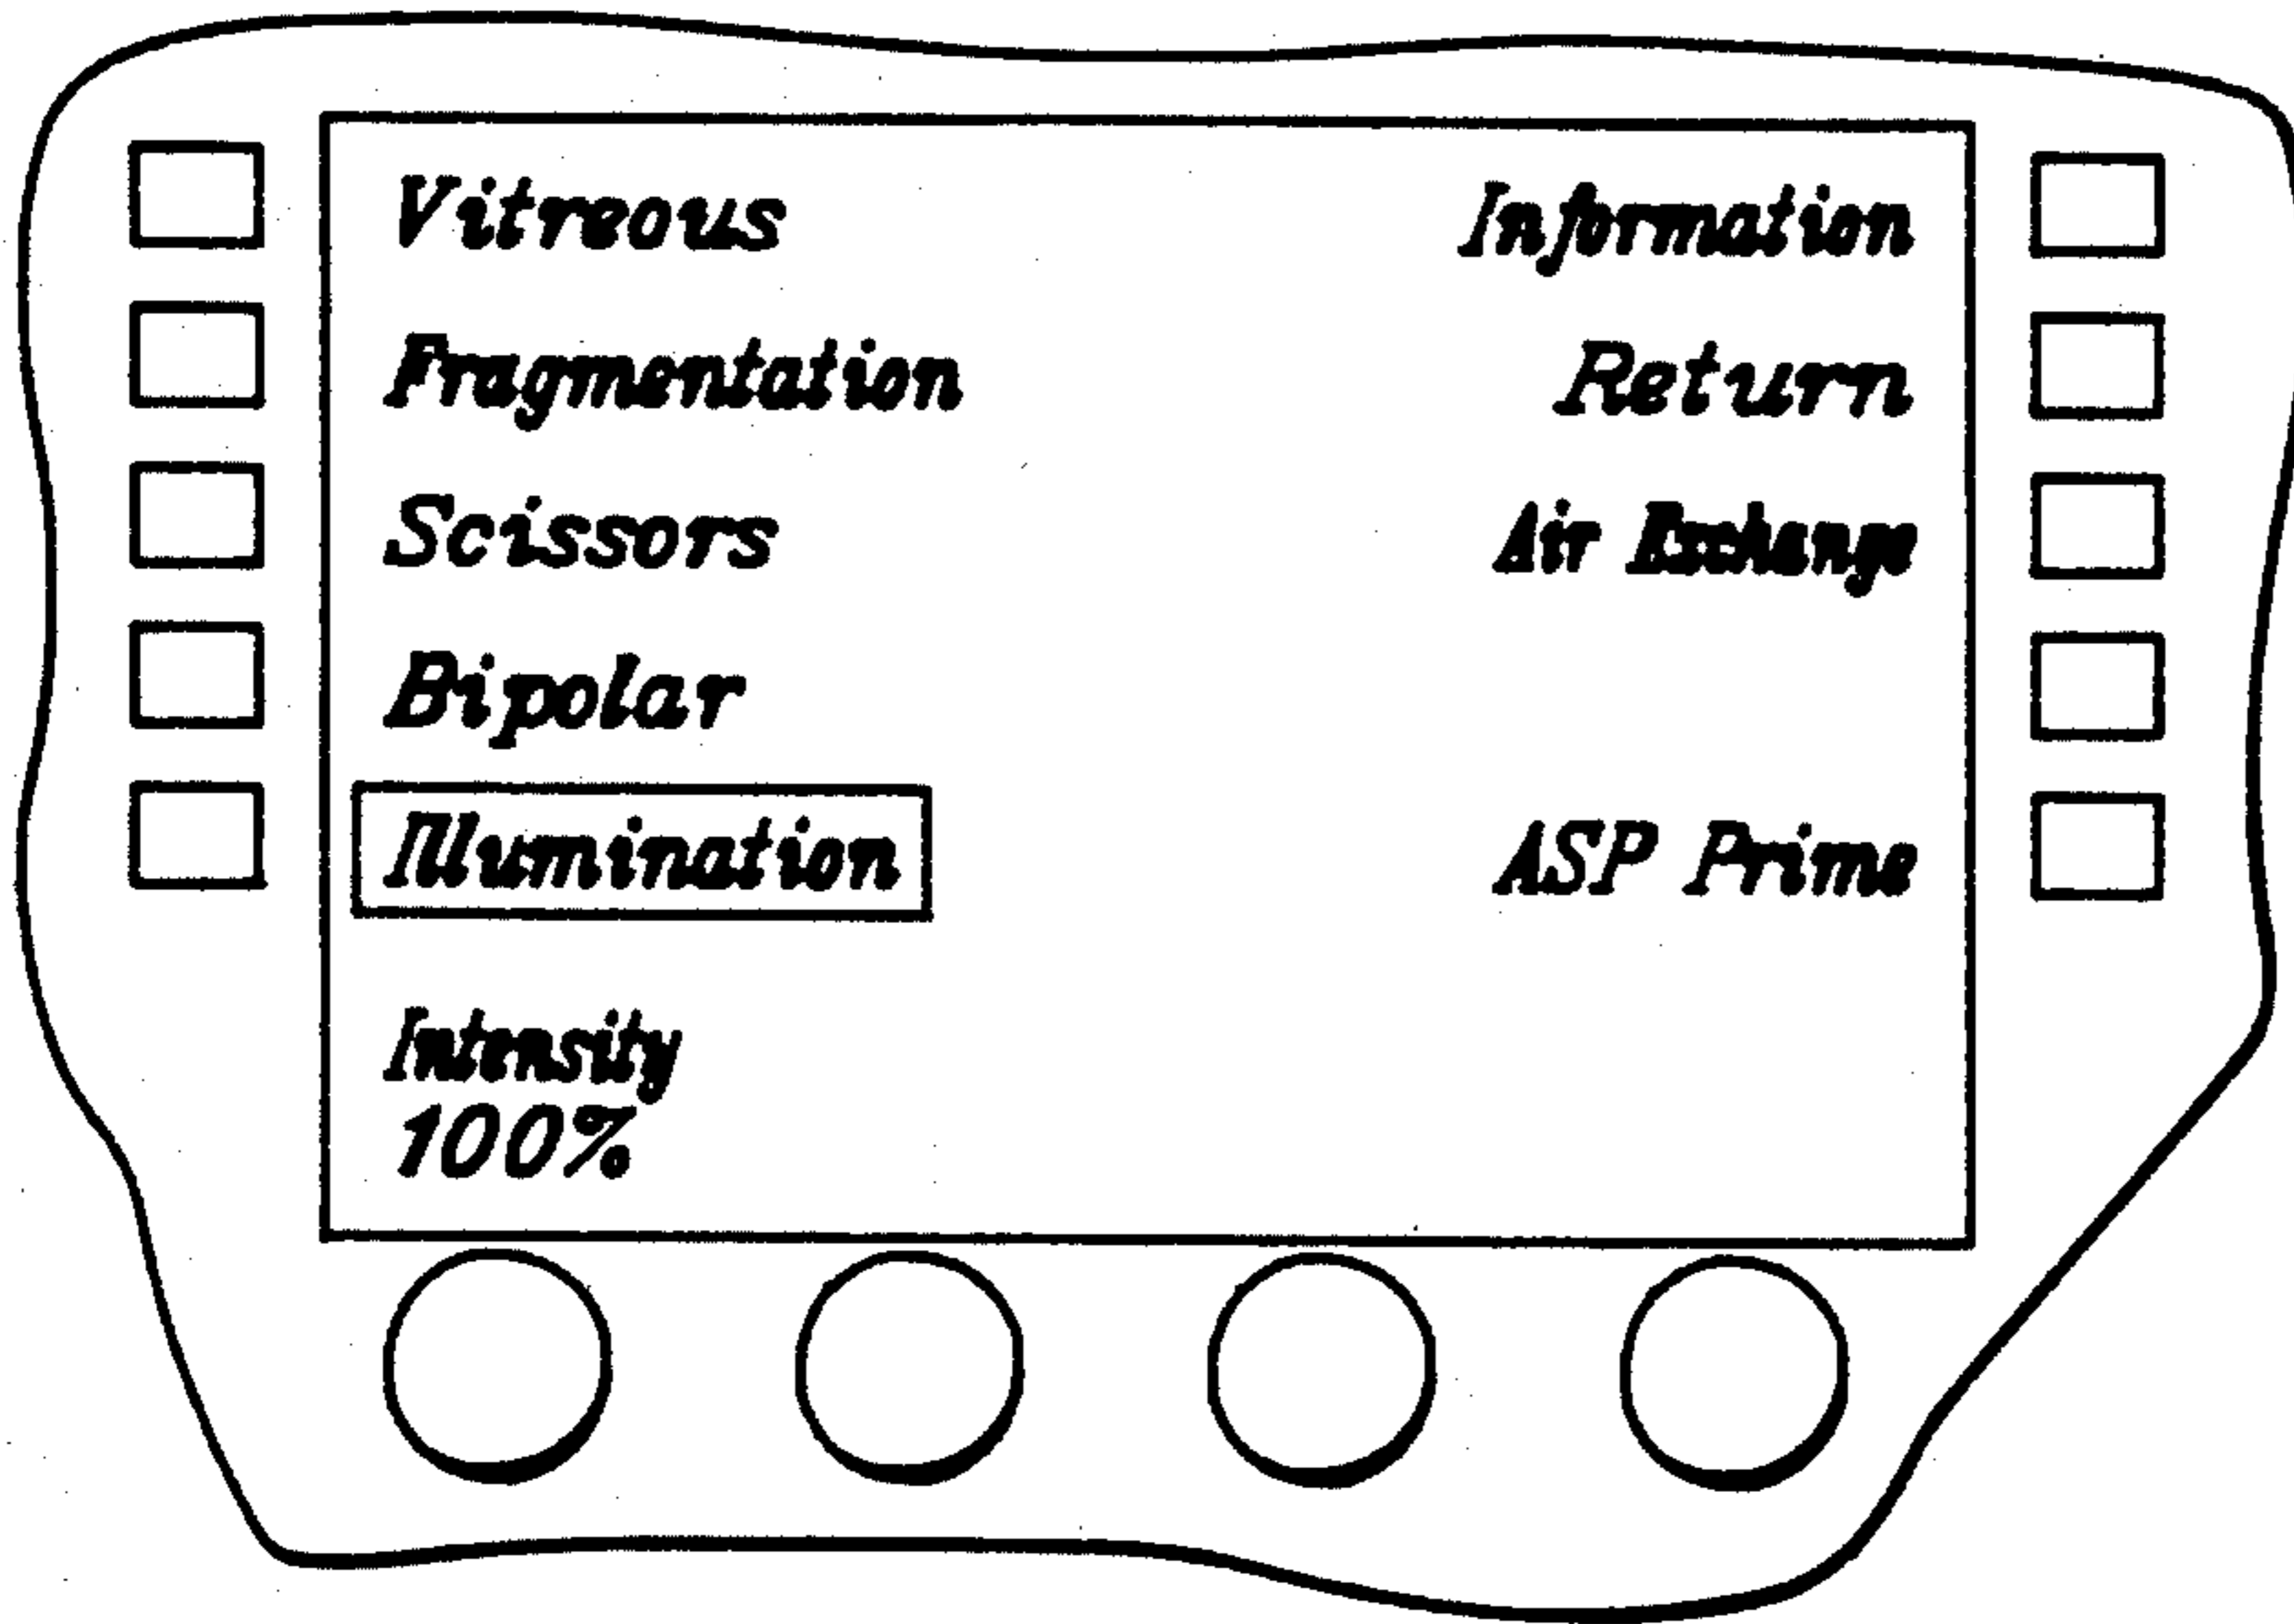 Vitreous
Information
Fragmentation
Return
Scissors
Air Exchange
Bipolar
Illumination
ASP Prime
Intensity
100%